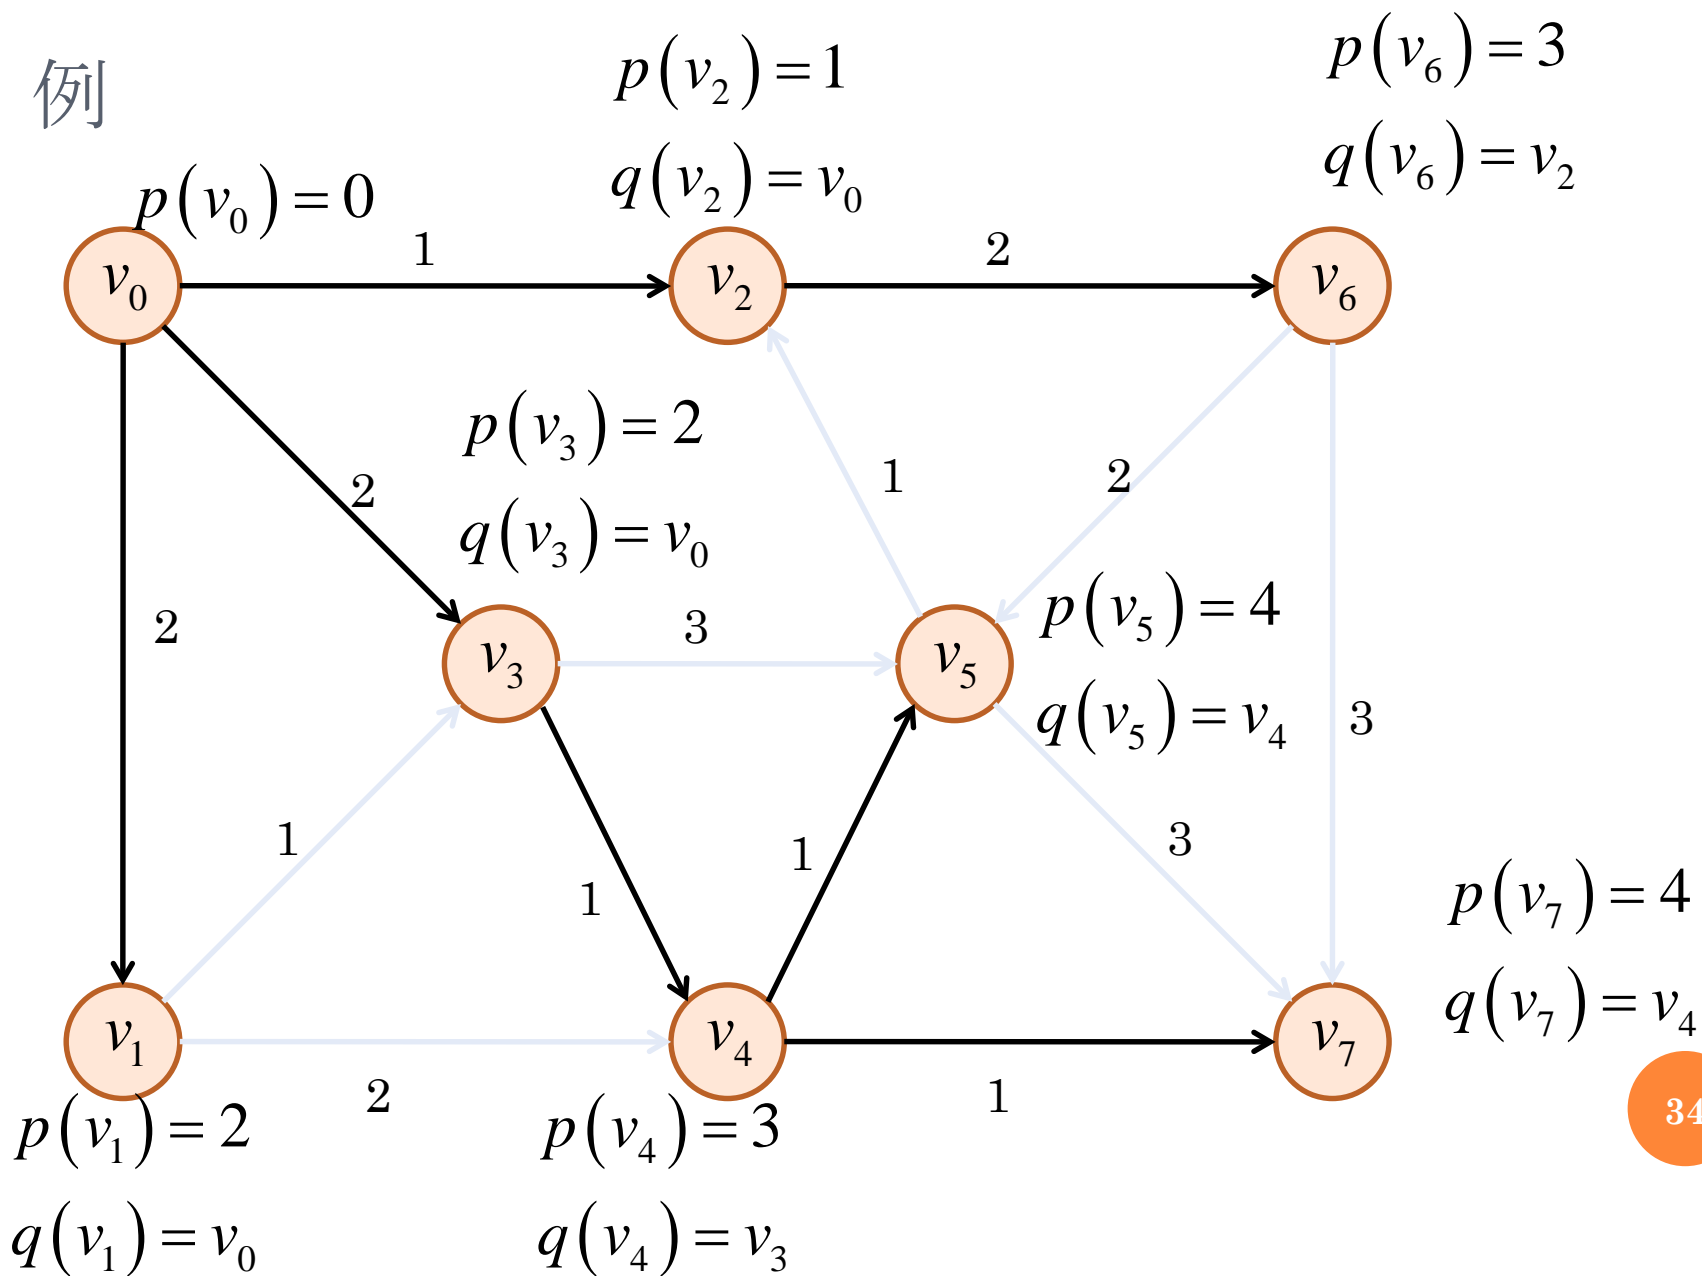 例
p(v₀) = 0
p(v₂) = 1
q(v₂) = v₀
p(v₆) = 3
q(v₆) = v₂
v₀
1
v₂
2
v₆
p(v₃) = 2
q(v₃) = v₀
2
1
2
2
v₃
3
v₅
p(v₅) = 4
q(v₅) = v₄
3
1
1
1
3
p(v₇) = 4
q(v₇) = v₄
v₁
2
v₄
1
v₇
p(v₁) = 2
q(v₁) = v₀
p(v₄) = 3
q(v₄) = v₃
34